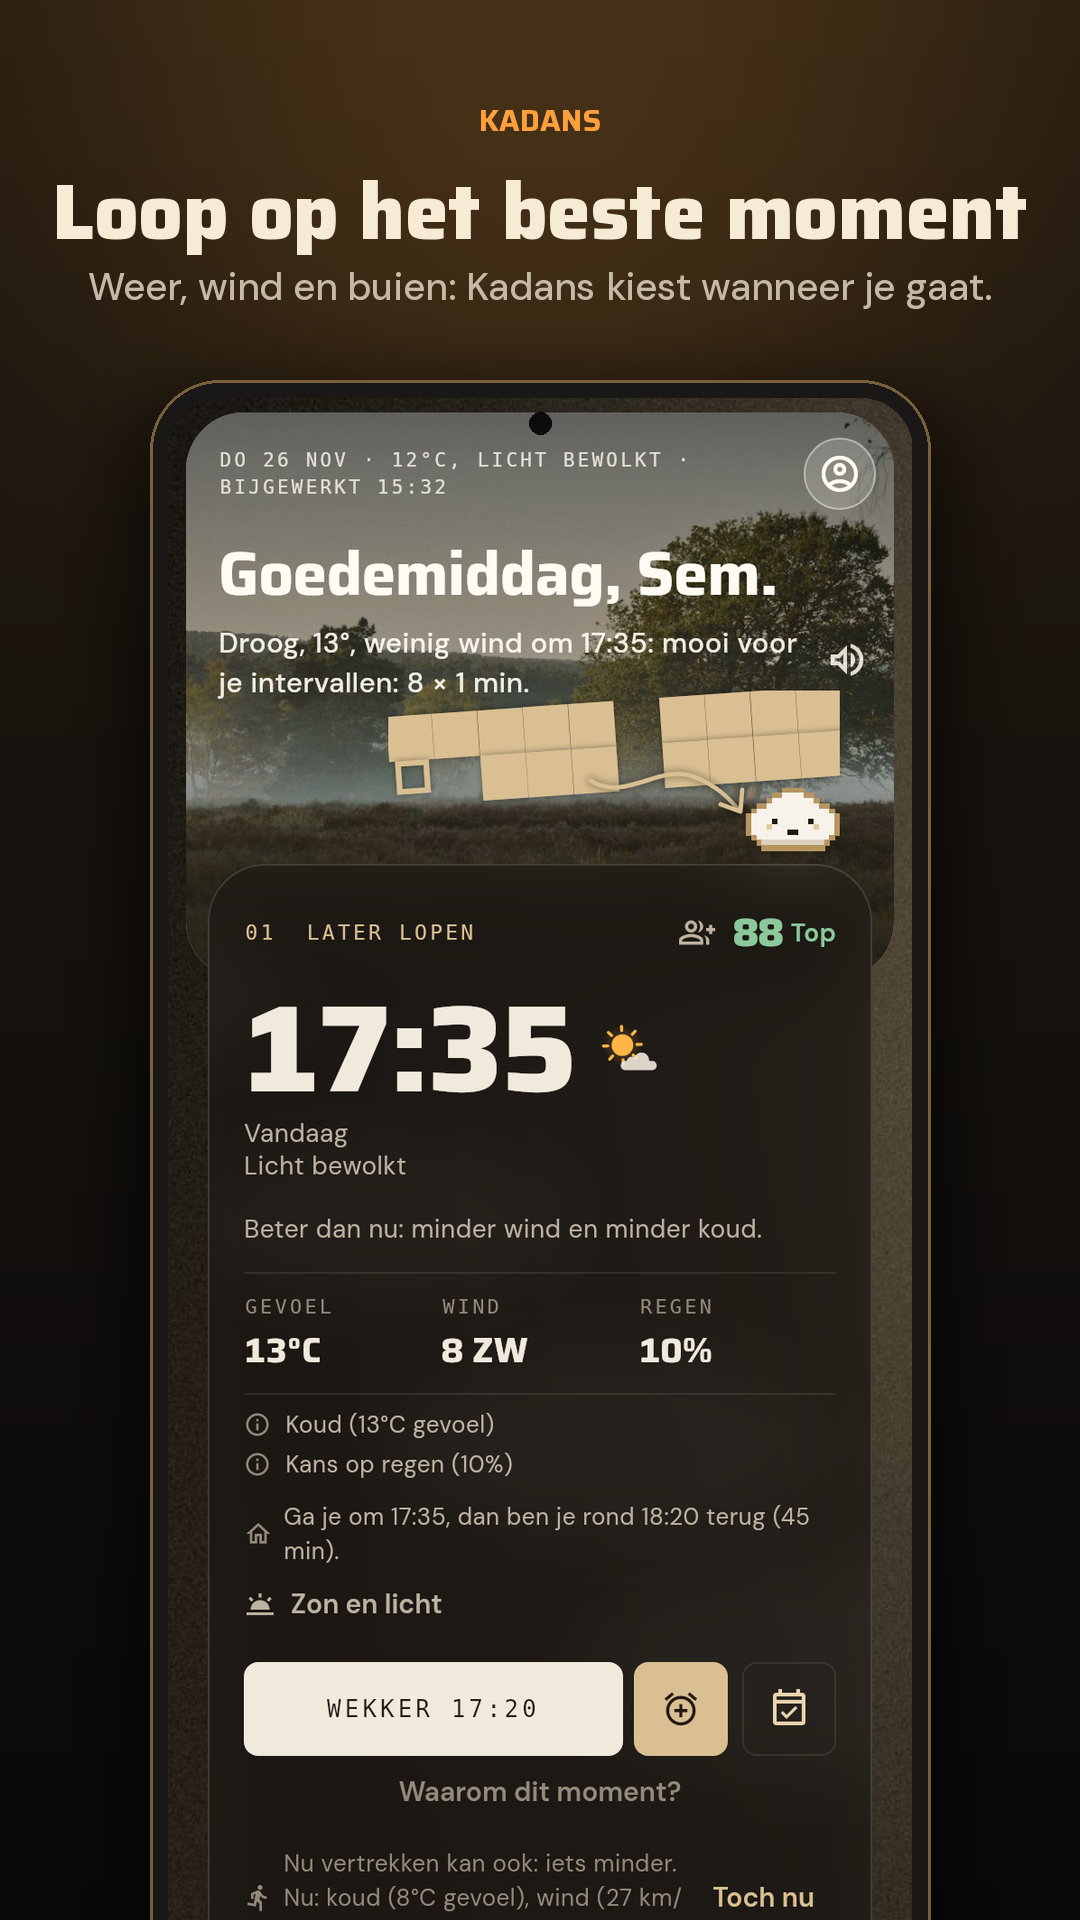 KADANS
Loop op het beste moment
Weer, wind en buien: Kadans kiest wanneer je gaat.
DO 26 NOV · 12°C, LICHT BEWOLKT ·
BIJGEWERKT 15:32
Goedemiddag, Sem.
Droog, 13°, weinig wind om 17:35: mooi voor
je intervallen: 8 × 1 min.
01 LATER LOPEN
88 Top
17:35
Vandaag
Licht bewolkt
Beter dan nu: minder wind en minder koud.
GEVOEL WIND REGEN
13°C 8 ZW 10%
Koud (13°C gevoel)
Kans op regen (10%)
Ga je om 17:35, dan ben je rond 18:20 terug (45
min).
Zon en licht
WEKKER 17:20
Waarom dit moment?
Nu vertrekken kan ook: iets minder.
Nu: koud (8°C gevoel), wind (27 km/
Toch nu